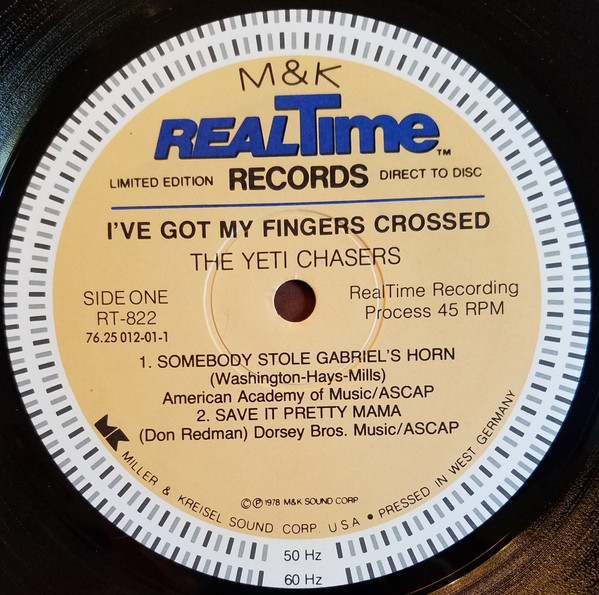 M&K
REALTime™
LIMITED EDITION RECORDS DIRECT TO DISC
I'VE GOT MY FINGERS CROSSED
THE YETI CHASERS
SIDE ONE
RT-822
76.25 012-01-1
RealTime Recording
Process 45 RPM
1. SOMEBODY STOLE GABRIEL'S HORN
(Washington-Hays-Mills)
American Academy of Music/ASCAP
2. SAVE IT PRETTY MAMA
(Don Redman) Dorsey Bros. Music/ASCAP
MK
MILLER & KREISEL SOUND CORP. USA • PRESSED IN WEST GERMANY
©℗1978 M&K SOUND CORP
50 Hz
60 Hz